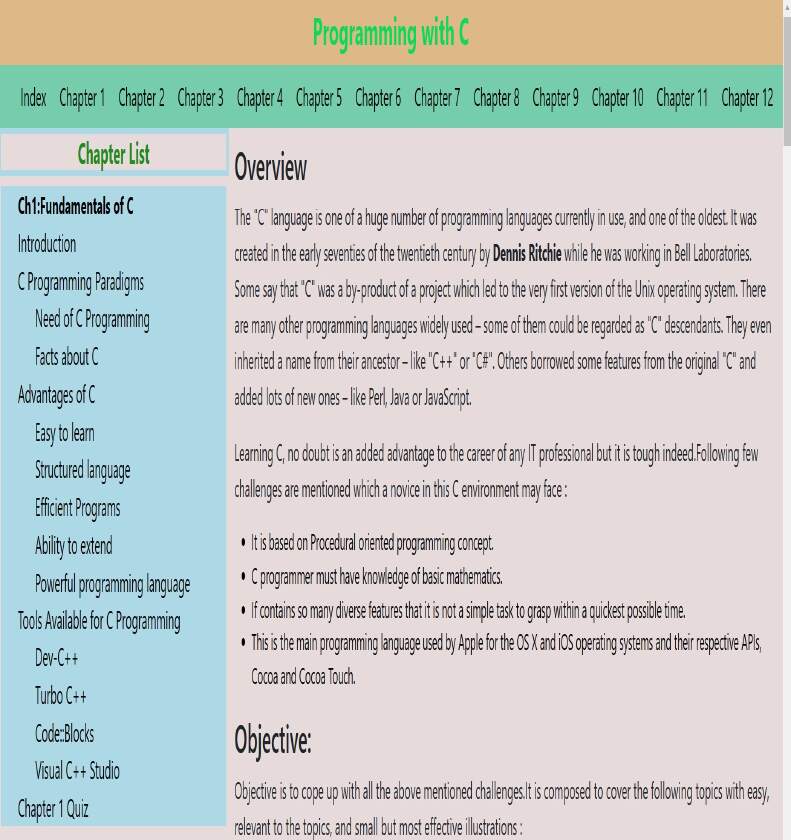 Programming with C
Index Chapter 1 Chapter 2 Chapter 3 Chapter 4 Chapter 5 Chapter 6 Chapter 7 Chapter 8 Chapter 9 Chapter 10 Chapter 11 Chapter 12
Chapter List
Ch1:Fundamentals of C
Introduction
C Programming Paradigms
Need of C Programming
Facts about C
Advantages of C
Easy to learn
Structured language
Efficient Programs
Ability to extend
Powerful programming language
Tools Available for C Programming
Dev-C++
Turbo C++
Code::Blocks
Visual C++ Studio
Chapter 1 Quiz
Overview
The "C" language is one of a huge number of programming languages currently in use, and one of the oldest. It was
created in the early seventies of the twentieth century by Dennis Ritchie while he was working in Bell Laboratories.
Some say that "C" was a by-product of a project which led to the very first version of the Unix operating system. There
are many other programming languages widely used – some of them could be regarded as "C" descendants. They even
inherited a name from their ancestor – like "C++" or "C#". Others borrowed some features from the original "C" and
added lots of new ones – like Perl, Java or JavaScript.
Learning C, no doubt is an added advantage to the career of any IT professional but it is tough indeed.Following few
challenges are mentioned which a novice in this C environment may face :
• It is based on Procedural oriented programming concept.
• C programmer must have knowledge of basic mathematics.
• If contains so many diverse features that it is not a simple task to grasp within a quickest possible time.
• This is the main programming language used by Apple for the OS X and iOS operating systems and their respective APIs,
Cocoa and Cocoa Touch.
Objective:
Objective is to cope up with all the above mentioned challenges.It is composed to cover the following topics with easy,
relevant to the topics, and small but most effective illustrations :